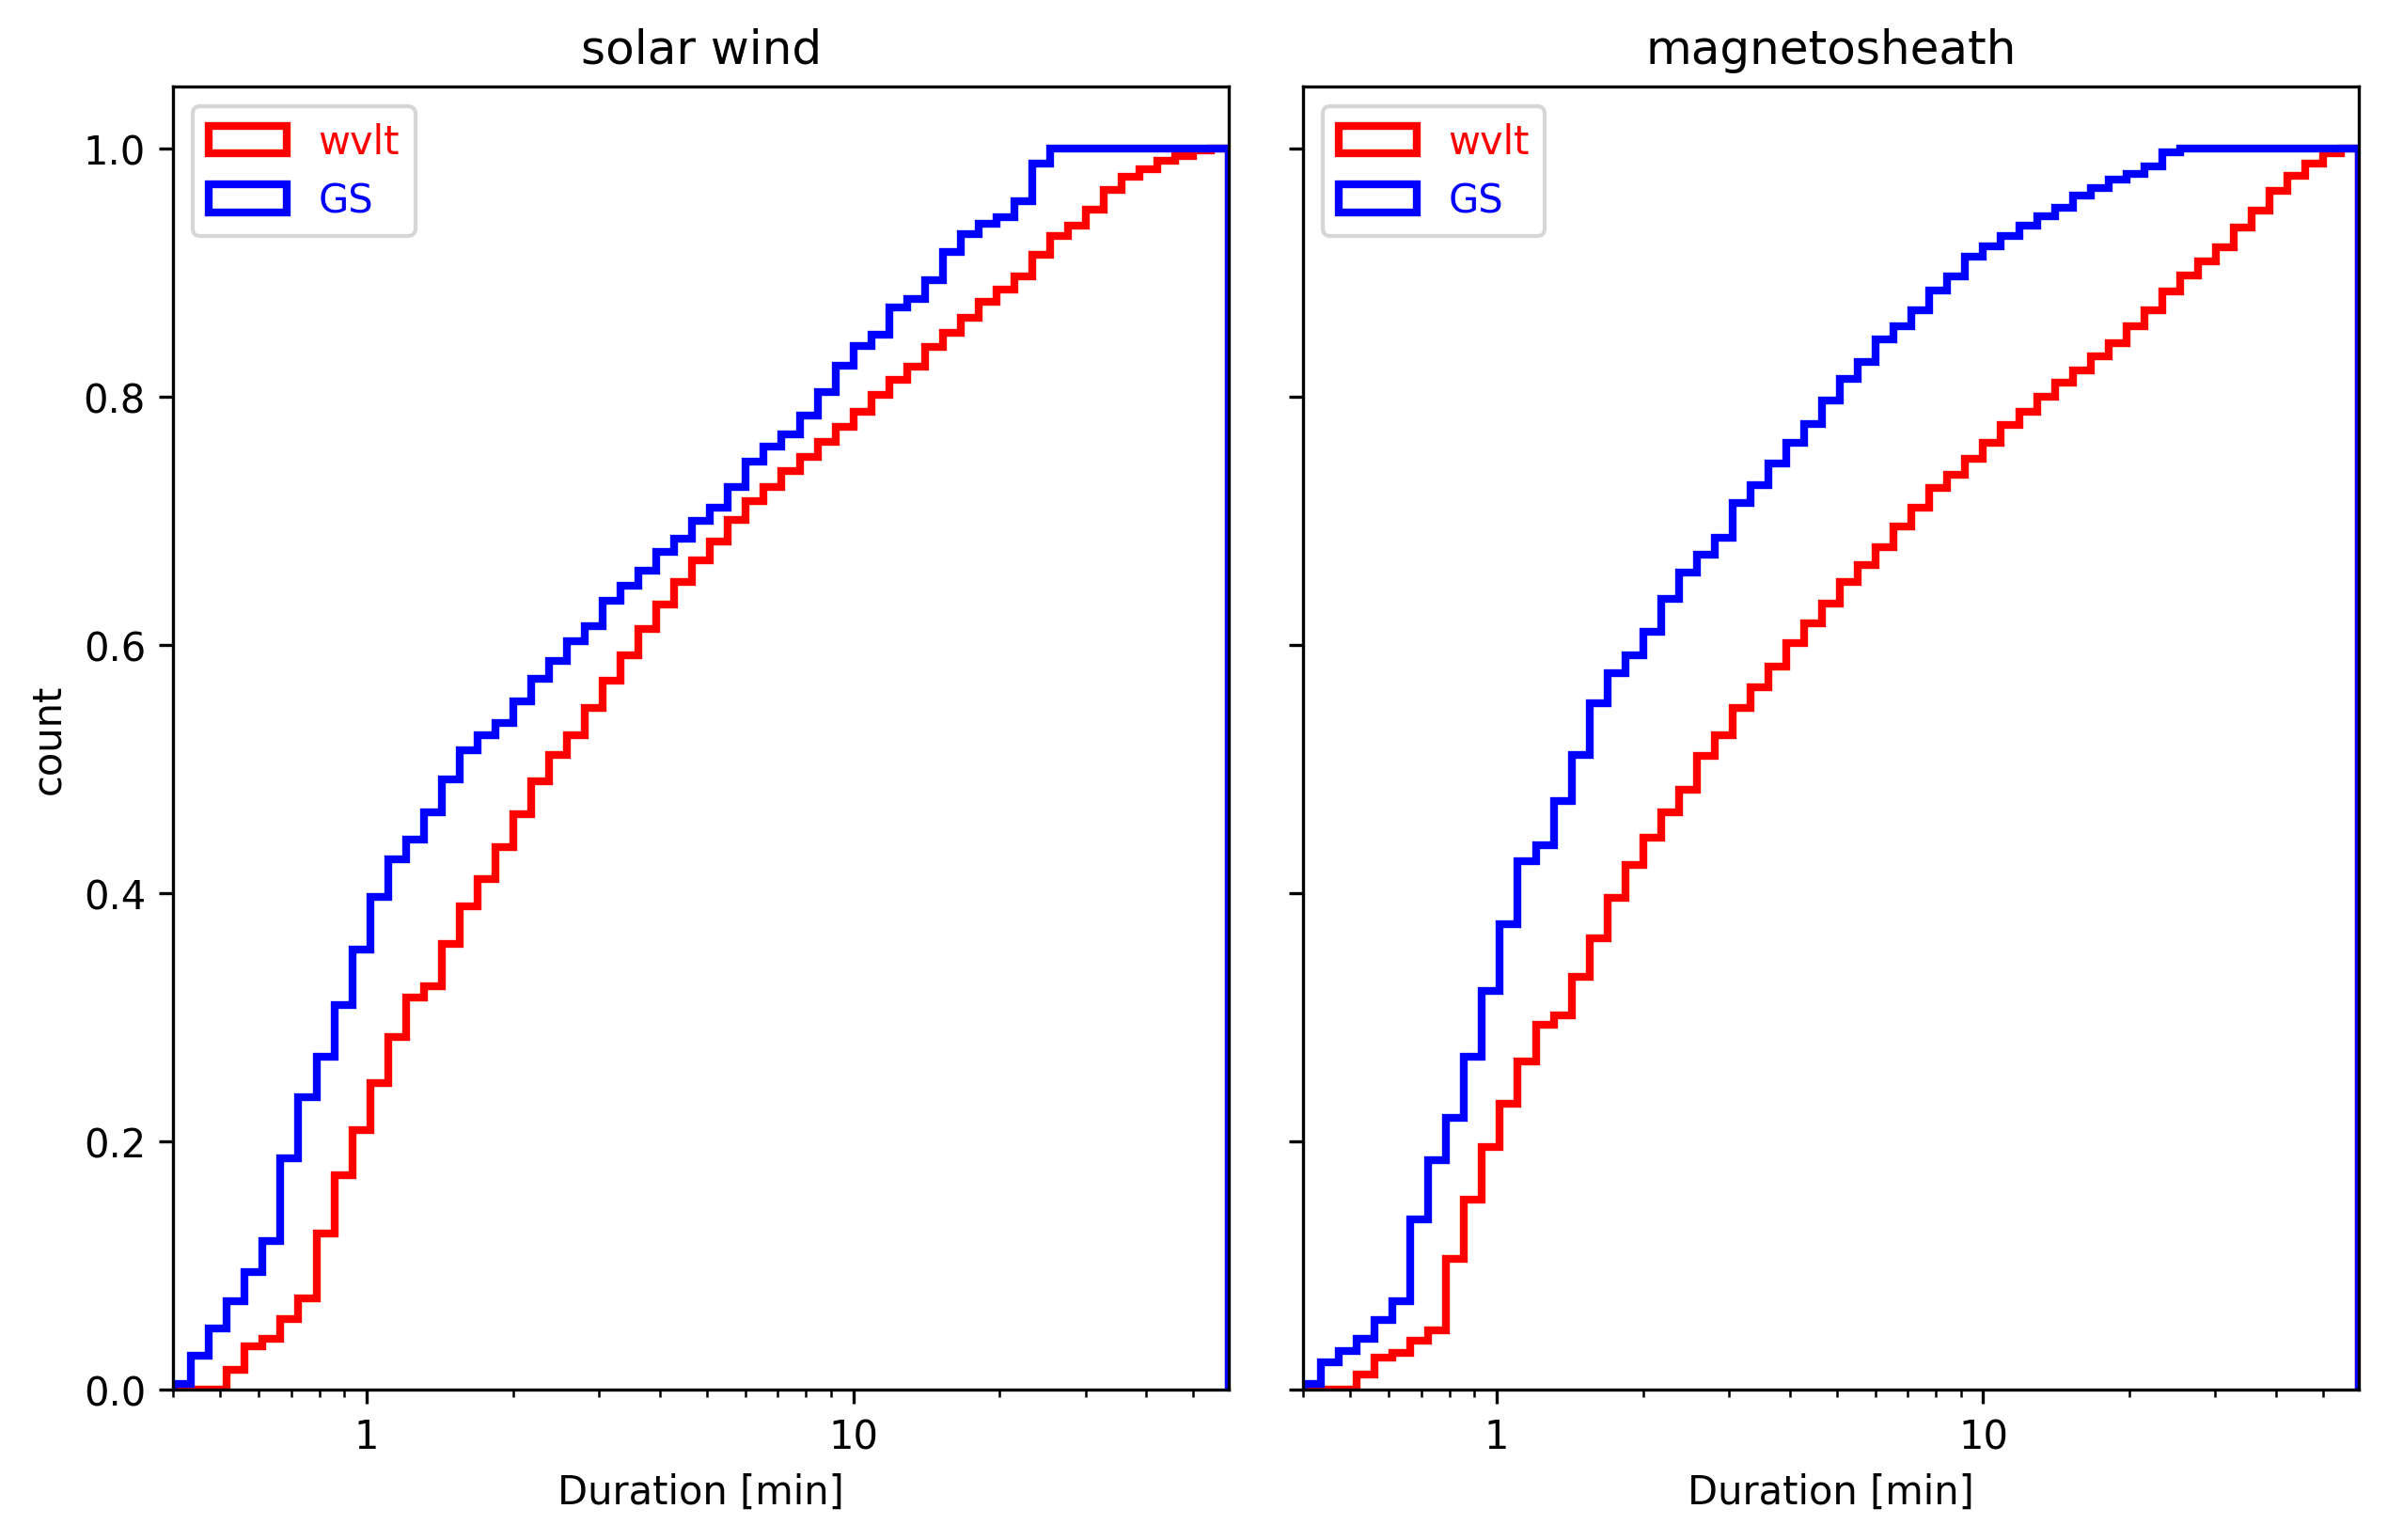 solar wind
wvlt
GS
1.0
0.8
0.6
0.4
0.2
0.0
count
1
10
Duration [min]
magnetosheath
wvlt
GS
1
10
Duration [min]